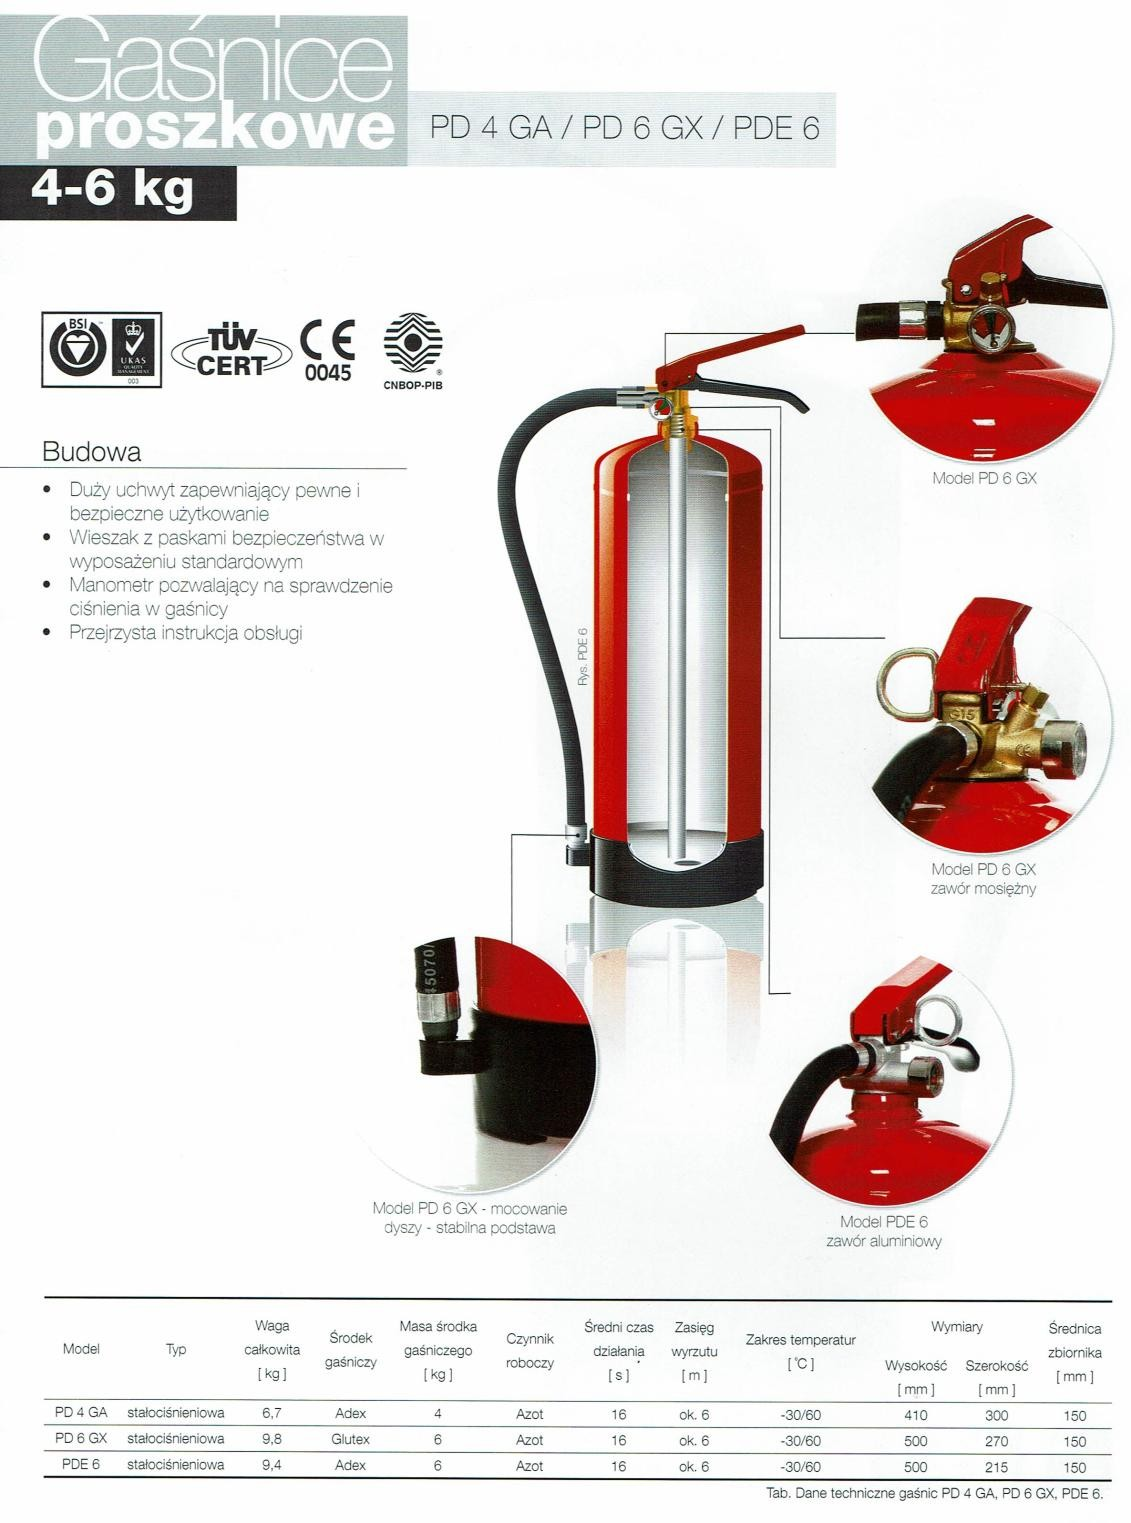 Gaśnice
proszkowe
PD 4 GA / PD 6 GX / PDE 6
4-6 kg
BSI
UKAS
QUALITY
MANAGEMENT
003
TÜV
CERT
CE
0045
®
CNBOP-PIB
Budowa
• Duży uchwyt zapewniający pewne i
bezpieczne użytkowanie
• Wieszak z paskami bezpieczeństwa w
wyposażeniu standardowym
• Manometr pozwalający na sprawdzenie
ciśnienia w gaśnicy
• Przejrzysta instrukcja obsługi
Rys. PDE 6
Model PD 6 GX
G15
CE
Model PD 6 GX
zawór mosiężny
45070/
Model PD 6 GX - mocowanie
dyszy - stabilna podstawa
Model PDE 6
zawór aluminiowy
Model Typ Waga całkowita [ kg ] Środek gaśniczy Masa środka gaśniczego [ kg ] Czynnik roboczy Średni czas działania [ s ] Zasięg wyrzutu [ m ] Zakres temperatur [ °C ] Wymiary Wysokość [ mm ] Szerokość [ mm ] Średnica zbiornika [ mm ]
PD 4 GA stałociśnieniowa 6,7 Adex 4 Azot 16 ok. 6 -30/60 410 300 150
PD 6 GX stałociśnieniowa 9,8 Glutex 6 Azot 16 ok. 6 -30/60 500 270 150
PDE 6 stałociśnieniowa 9,4 Adex 6 Azot 16 ok. 6 -30/60 500 215 150
Tab. Dane techniczne gaśnic PD 4 GA, PD 6 GX, PDE 6.